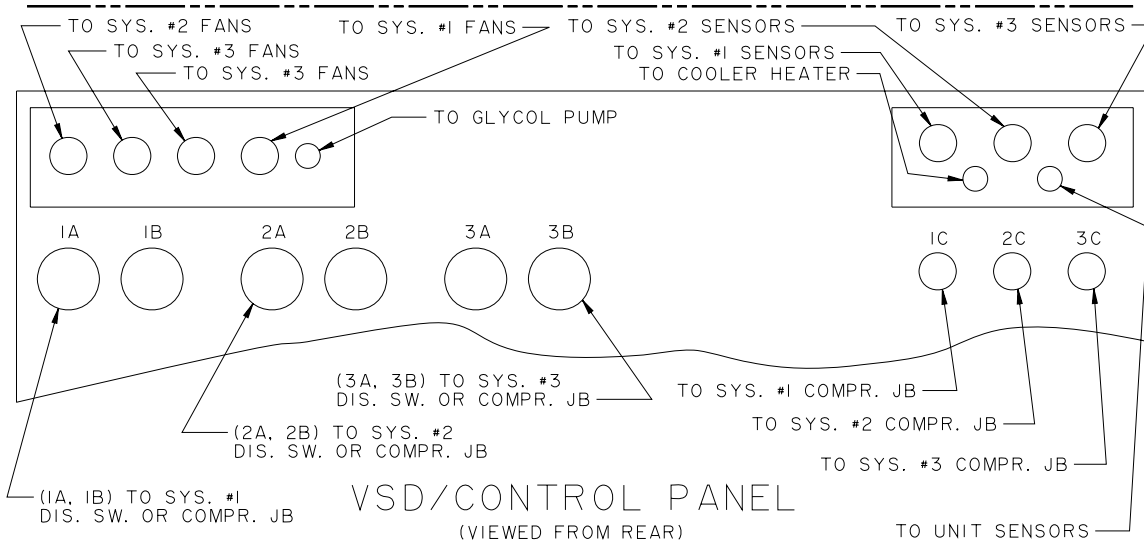 TO SYS. #2 FANS
TO SYS. #1 FANS
TO SYS. #2 SENSORS
TO SYS. #3 SENSORS
TO SYS. #3 FANS
TO SYS. #1 SENSORS
TO SYS. #3 FANS
TO COOLER HEATER
TO GLYCOL PUMP
1A
1B
2A
2B
3A
3B
1C
2C
3C
(3A, 3B) TO SYS. #3
DIS. SW. OR COMPR. JB
TO SYS. #1 COMPR. JB
(2A, 2B) TO SYS. #2
DIS. SW. OR COMPR. JB
TO SYS. #2 COMPR. JB
TO SYS. #3 COMPR. JB
(1A, 1B) TO SYS. #1
DIS. SW. OR COMPR. JB
VSD/CONTROL PANEL
(VIEWED FROM REAR)
TO UNIT SENSORS